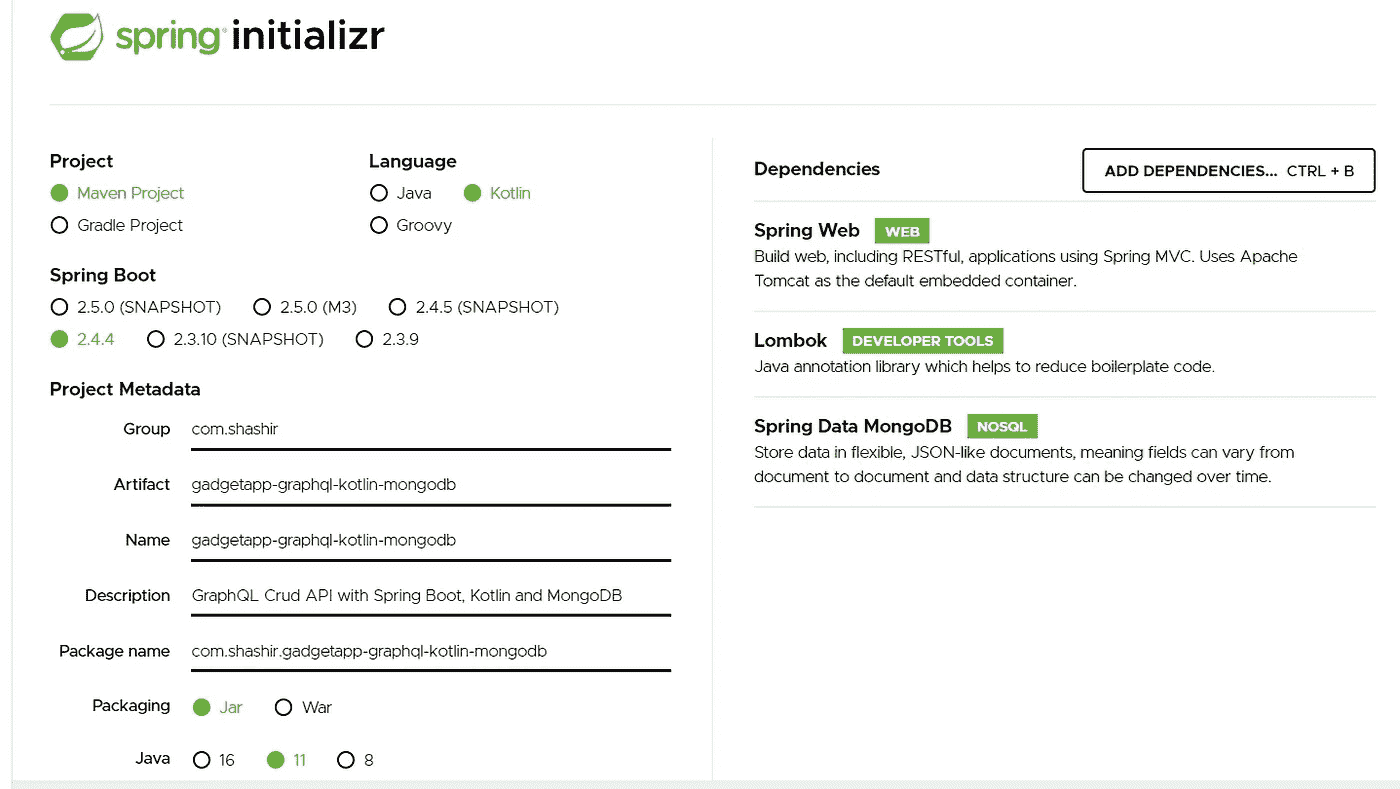 spring initializr
Project
Maven Project
Gradle Project
Language
Java Kotlin
Groovy
Spring Boot
2.5.0 (SNAPSHOT) 2.5.0 (M3) 2.4.5 (SNAPSHOT)
2.4.4 2.3.10 (SNAPSHOT) 2.3.9
Project Metadata
Group com.shashir
Artifact gadgetapp-graphql-kotlin-mongodb
Name gadgetapp-graphql-kotlin-mongodb
Description GraphQL Crud API with Spring Boot, Kotlin and MongoDB
Package name com.shashir.gadgetapp-graphql-kotlin-mongodb
Packaging Jar War
Java 16 11 8
Dependencies
ADD DEPENDENCIES... CTRL + B
Spring Web WEB
Build web, including RESTful, applications using Spring MVC. Uses Apache
Tomcat as the default embedded container.
Lombok DEVELOPER TOOLS
Java annotation library which helps to reduce boilerplate code.
Spring Data MongoDB NOSQL
Store data in flexible, JSON-like documents, meaning fields can vary from
document to document and data structure can be changed over time.